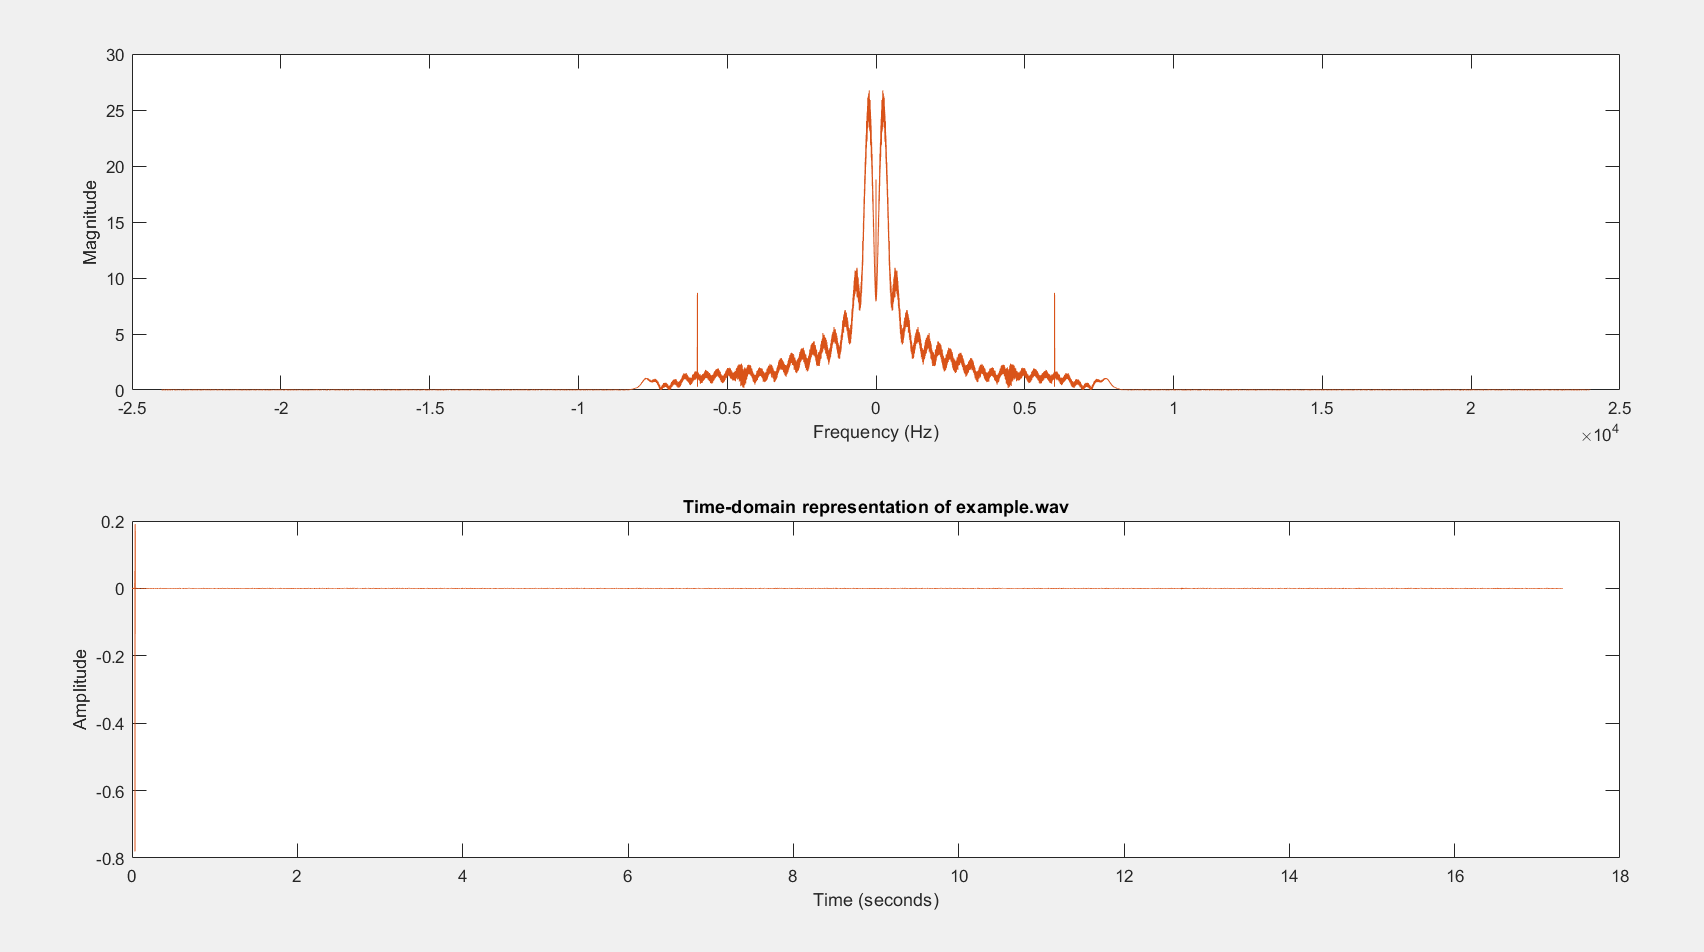 30
25
20
15
10
5
0
Magnitude
-2.5 -2 -1.5 -1 -0.5 0 0.5 1 1.5 2 2.5
Frequency (Hz)
×10⁴
Time-domain representation of example.wav
0.2
0
-0.2
-0.4
-0.6
-0.8
Amplitude
0 2 4 6 8 10 12 14 16 18
Time (seconds)